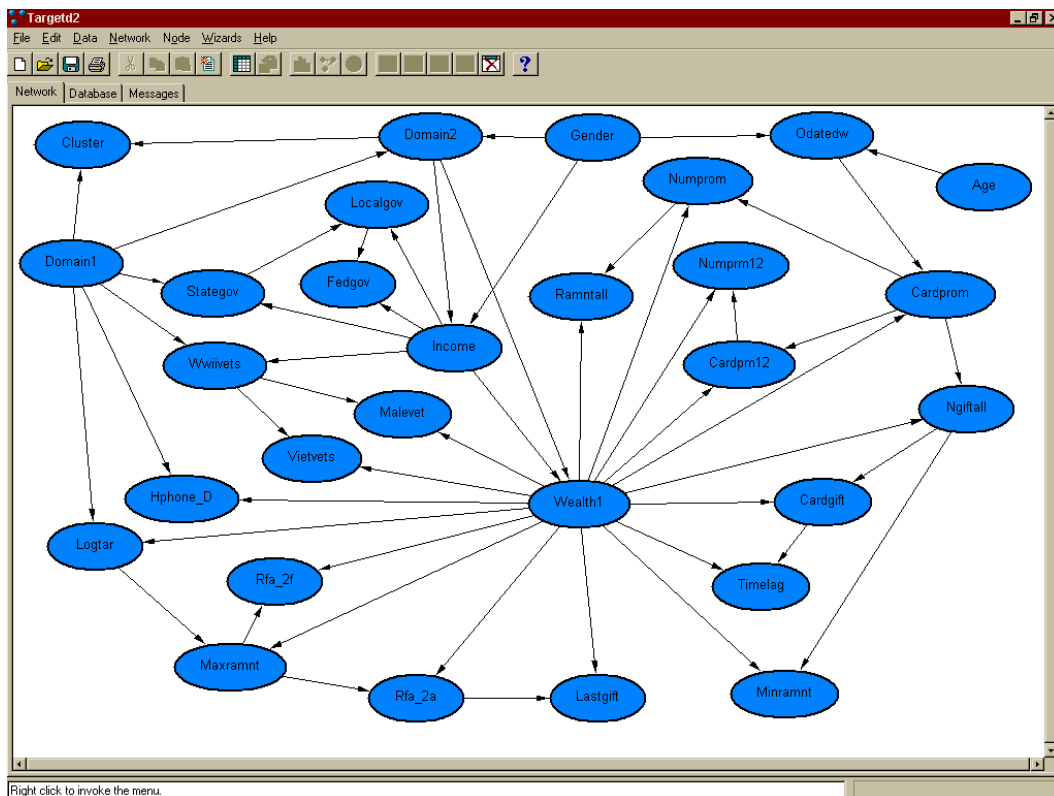 Targetd2
File Edit Data Network Node Wizards Help
Network Database Messages
Cluster
Domain2
Gender
Odatedw
Numprom
Age
Localgov
Domain1
Numprm12
Stategov
Fedgov
Ramntall
Cardprom
Income
Wwiivets
Cardpm12
Malevet
Ngiftall
Vietvets
Hphone_D
Wealth1
Cardgift
Logtar
Rfa_2f
Timelag
Maxramnt
Rfa_2a
Lastgift
Minramnt
Right click to invoke the menu.